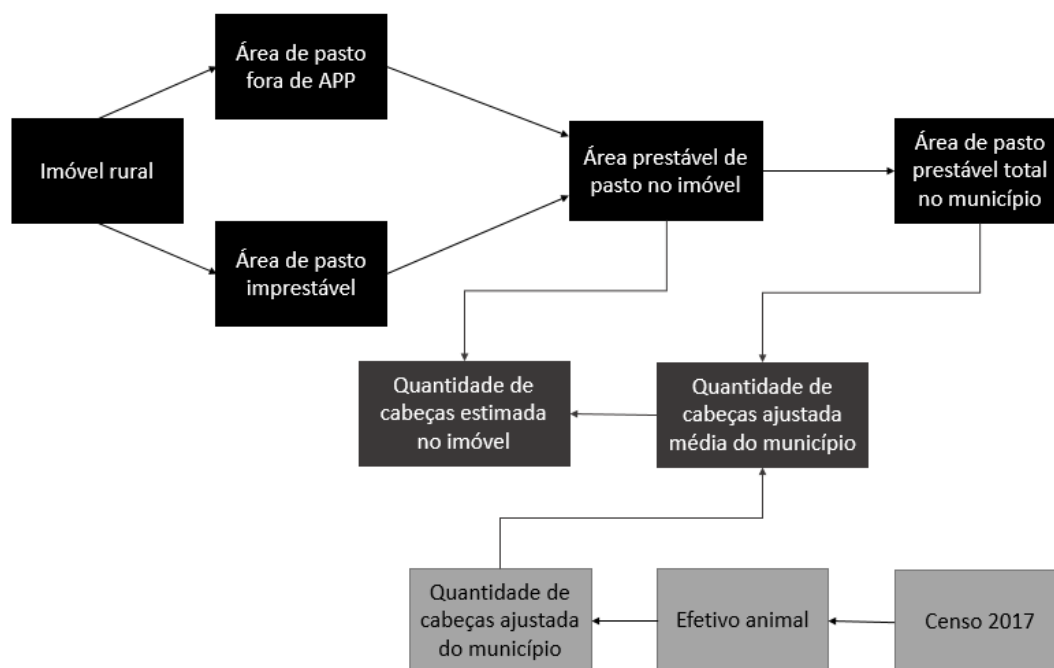 Área de pasto
fora de APP
Imóvel rural
Área de pasto
imprestável
Área prestável de
pasto no imóvel
Área de pasto
prestável total
no município
Quantidade de
cabeças estimada
no imóvel
Quantidade de
cabeças ajustada
média do município
Quantidade de
cabeças ajustada
do município
Efetivo animal
Censo 2017